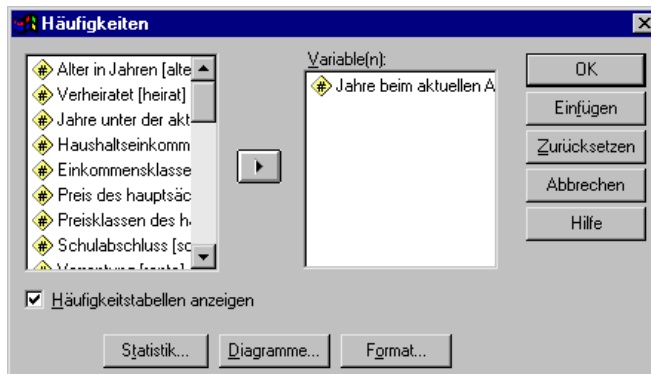 Häufigkeiten
Alter in Jahren [alte
Verheiratet [heirat]
Jahre unter der akt
Haushaltseinkomm
Einkommensklasse
Preis des hauptsäc
Preisklassen des h
Schulabschluss [sc
Variable(n):
Jahre beim aktuellen A
OK
Einfügen
Zurücksetzen
Abbrechen
Hilfe
Häufigkeitstabellen anzeigen
Statistik...
Diagramme...
Format...